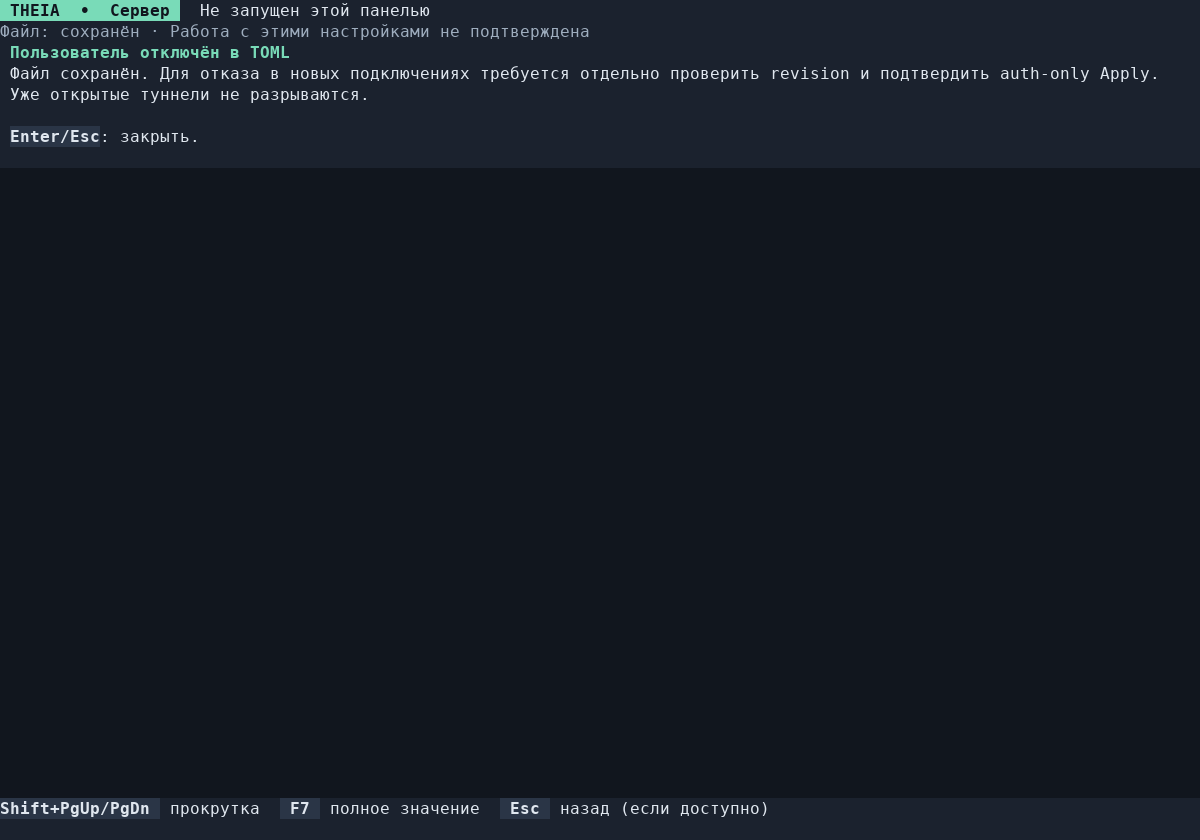 THEIA • Сервер Не запущен этой панелью
Файл: сохранён · Работа с этими настройками не подтверждена
Пользователь отключён в TOML
Файл сохранён. Для отказа в новых подключениях требуется отдельно проверить revision и подтвердить auth-only Apply.
Уже открытые туннели не разрываются.
Enter/Esc: закрыть.
Shift+PgUp/PgDn прокрутка F7 полное значение Esc назад (если доступно)